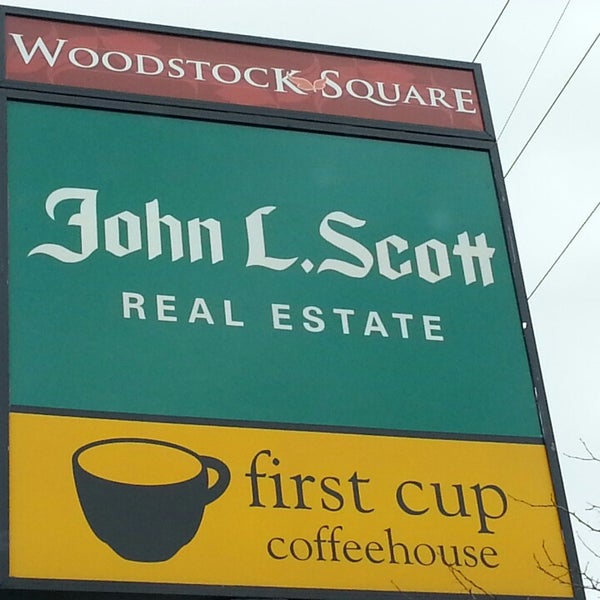 WOODSTOCK SQUARE
John L. Scott
REAL ESTATE
first cup
coffeehouse